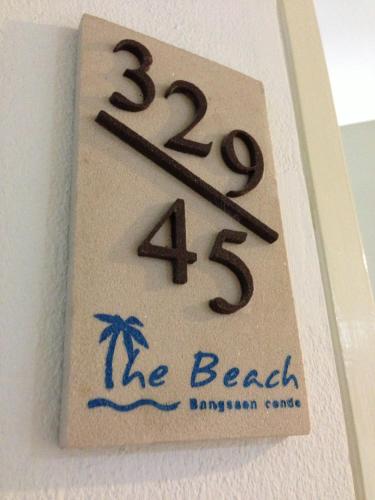 329
45
The Beach
Bangsaen condo